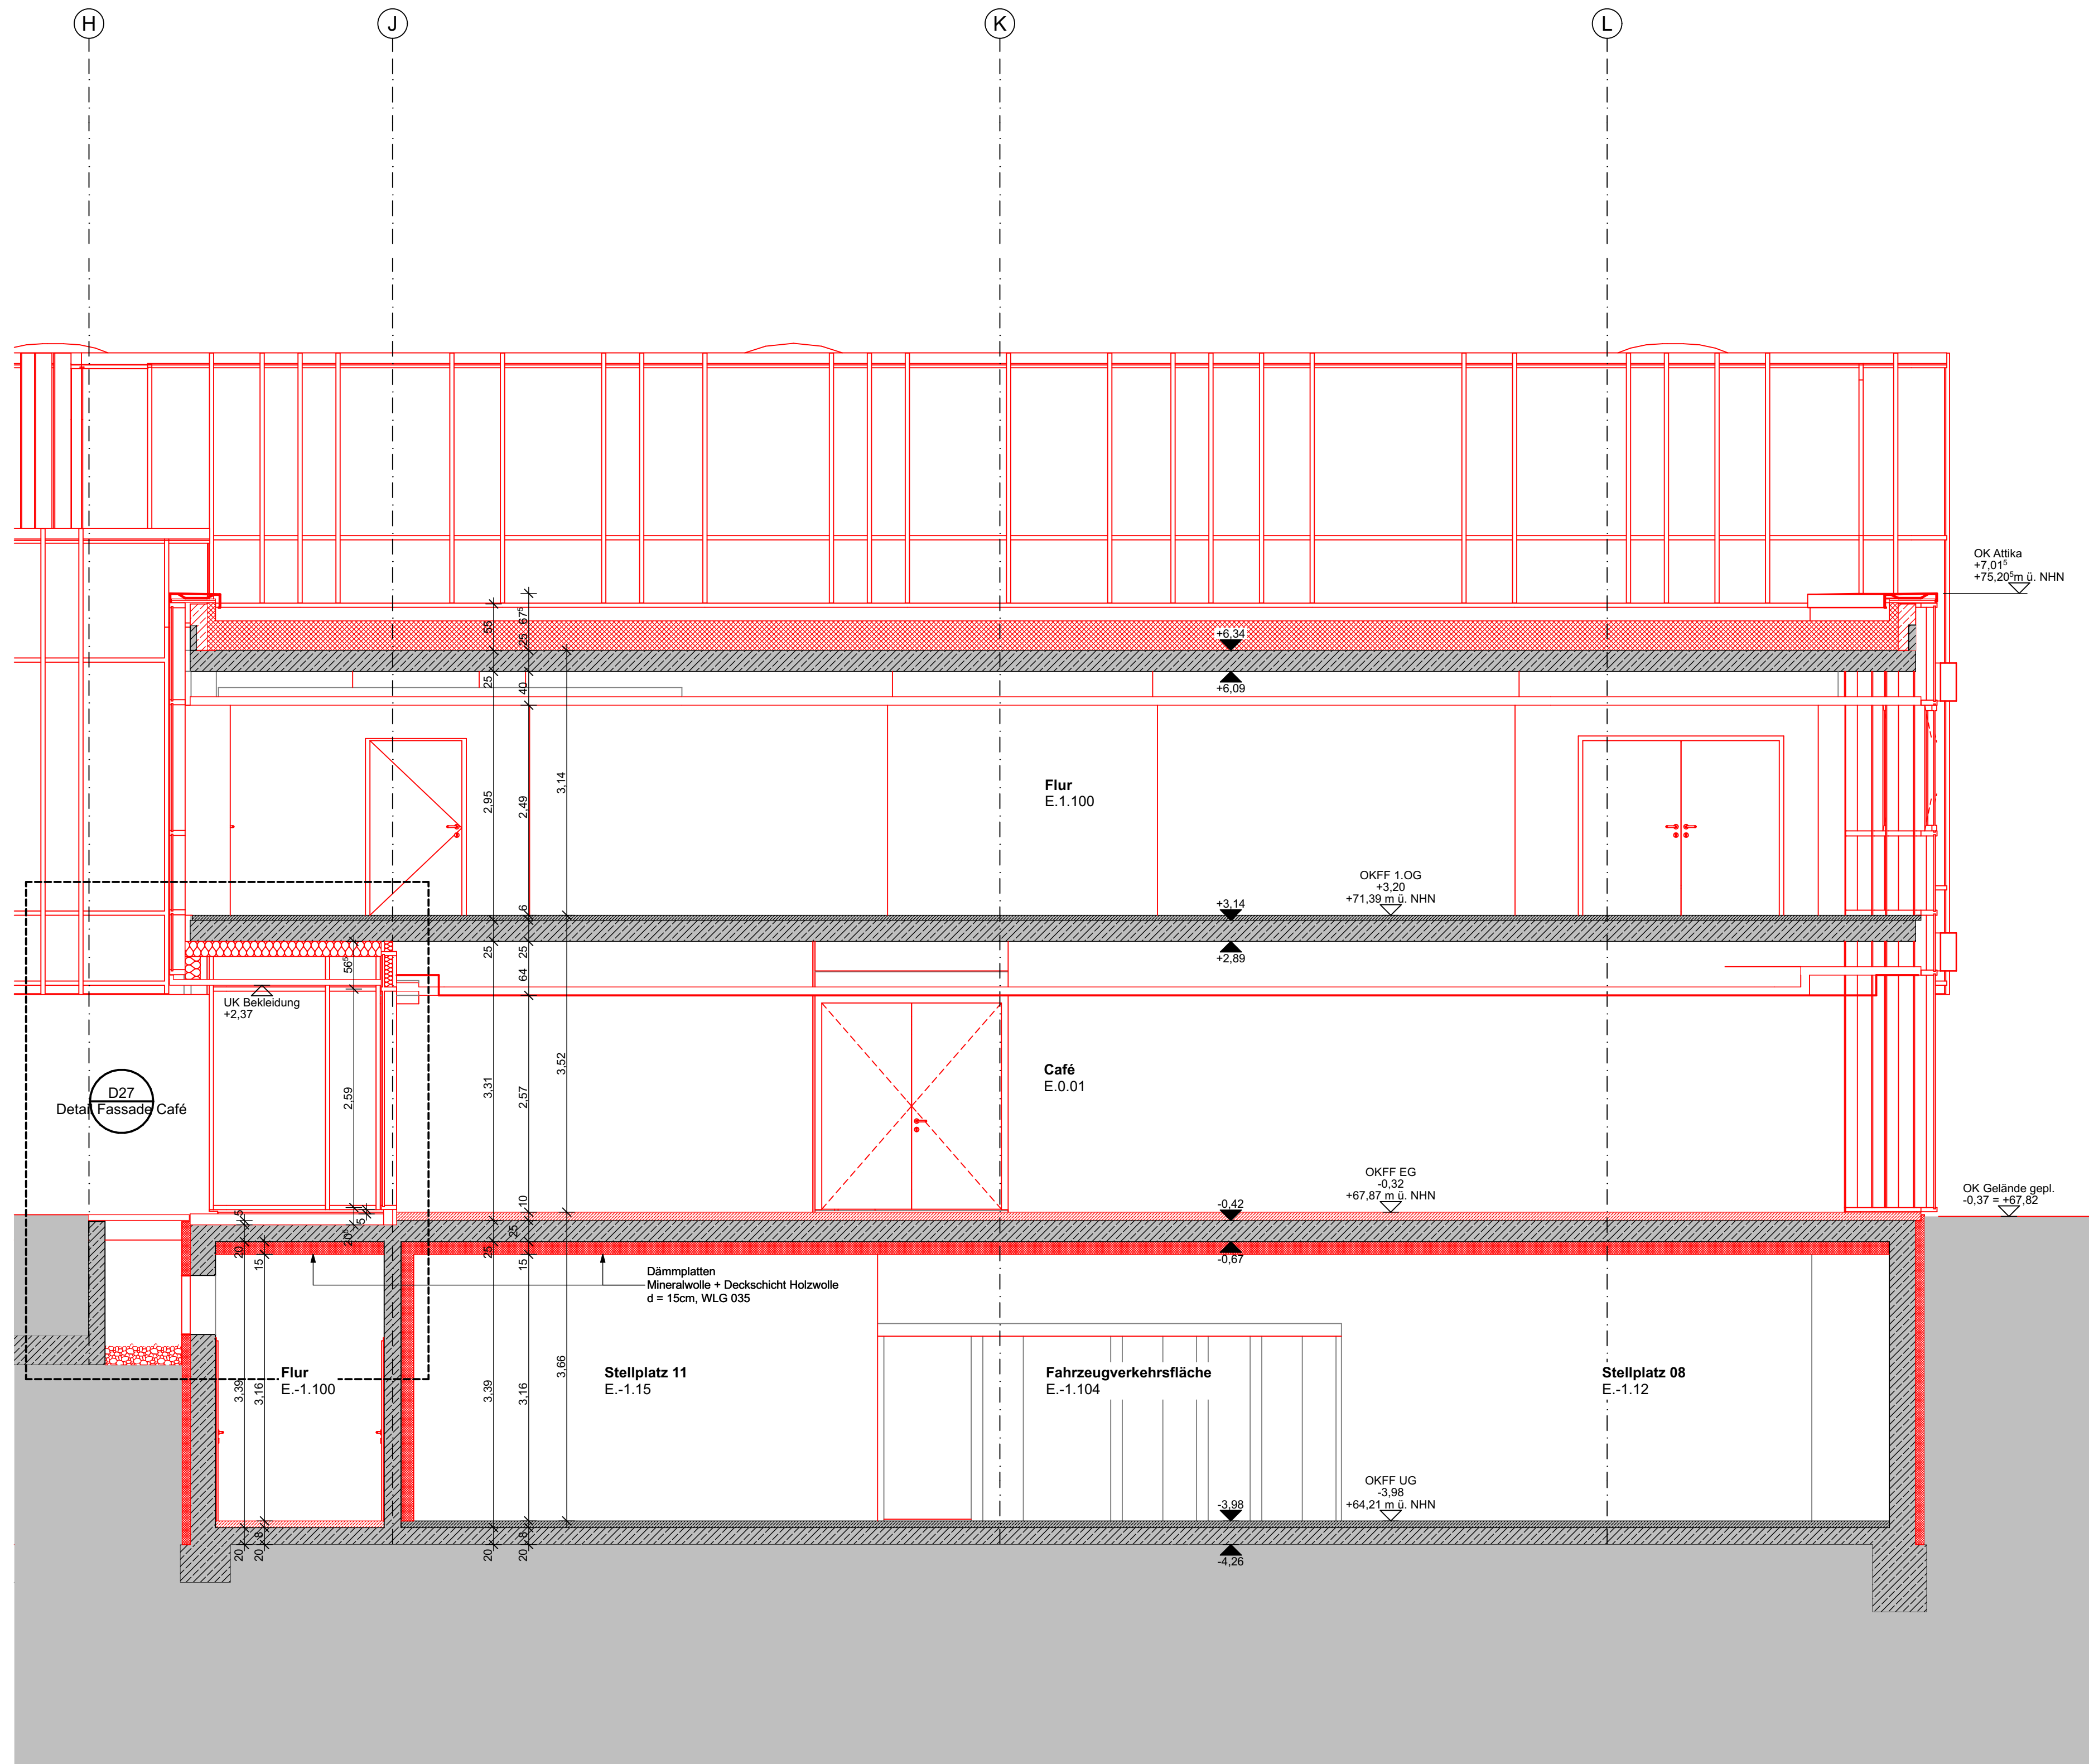 H
J
K
L
OK Attika
+7,01⁵
+75,20⁵m ü. NHN
55
67⁵
25
+6,34
25
40
+6,09
2,95
2,49
3,14
Flur
E.1.100
OKFF 1.OG
+3,20
+71,39 m ü. NHN
6
+3,14
25
25
+2,89
56⁵
64
UK Bekleidung
+2,37
D27
Detail Fassade Café
2,59
3,31
2,57
3,52
Café
E.0.01
OKFF EG
-0,32
+67,87 m ü. NHN
OK Gelände gepl.
-0,37 = +67,82
5
5
20⁵
10
-0,42
20
15
25
25
15
-0,67
Dämmplatten
Mineralwolle + Deckschicht Holzwolle
d = 15cm, WLG 035
3,39
3,16
Flur
E.-1.100
3,39
3,16
3,66
Stellplatz 11
E.-1.15
Fahrzeugverkehrsfläche
E.-1.104
Stellplatz 08
E.-1.12
OKFF UG
-3,98
+64,21 m ü. NHN
-3,98
20
8
20
20
8
20
-4,26